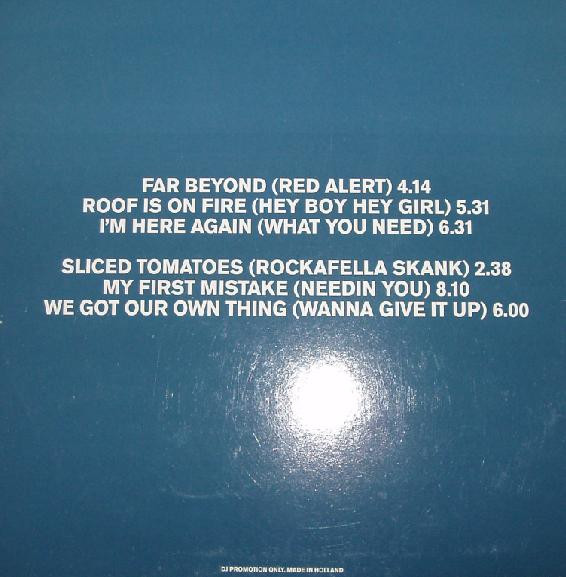 FAR BEYOND (RED ALERT) 4.14
ROOF IS ON FIRE (HEY BOY HEY GIRL) 5.31
I'M HERE AGAIN (WHAT YOU NEED) 6.31
SLICED TOMATOES (ROCKAFELLA SKANK) 2.38
MY FIRST MISTAKE (NEEDIN YOU) 8.10
WE GOT OUR OWN THING (WANNA GIVE IT UP) 6.00
DJ PROMOTION ONLY. MADE IN HOLLAND